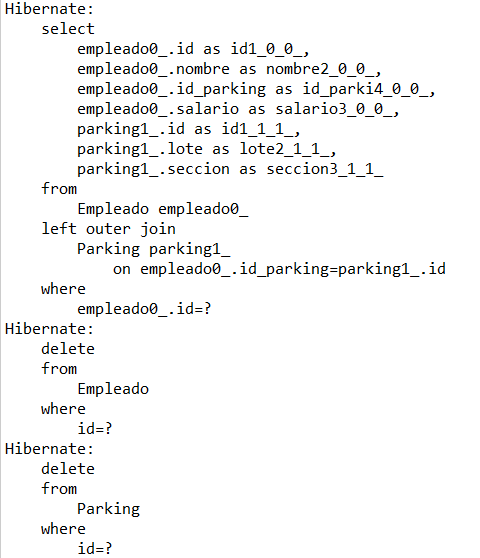 Hibernate:
    select
        empleado0_.id as id1_0_0_,
        empleado0_.nombre as nombre2_0_0_,
        empleado0_.id_parking as id_parki4_0_0_,
        empleado0_.salario as salario3_0_0_,
        parking1_.id as id1_1_1_,
        parking1_.lote as lote2_1_1_,
        parking1_.seccion as seccion3_1_1_
    from
        Empleado empleado0_
    left outer join
        Parking parking1_
            on empleado0_.id_parking=parking1_.id
    where
        empleado0_.id=?
Hibernate:
    delete
    from
        Empleado
    where
        id=?
Hibernate:
    delete
    from
        Parking
    where
        id=?